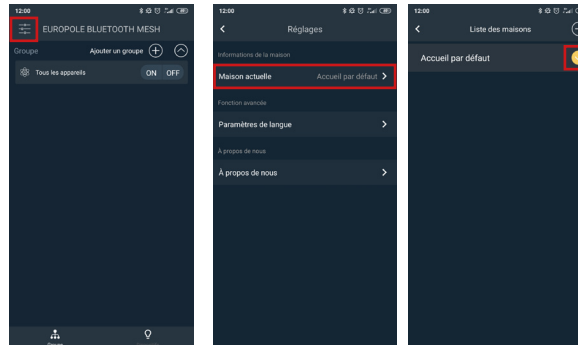 12:00
EUROPOLE BLUETOOTH MESH
Groupe
Ajouter un groupe
Tous les appareils
ON OFF
12:00
Réglages
Informations de la maison
Maison actuelle
Accueil par défaut
Fonction avancée
Paramètres de langue
À propos de nous
À propos de nous
12:00
Liste des maisons
Accueil par défaut